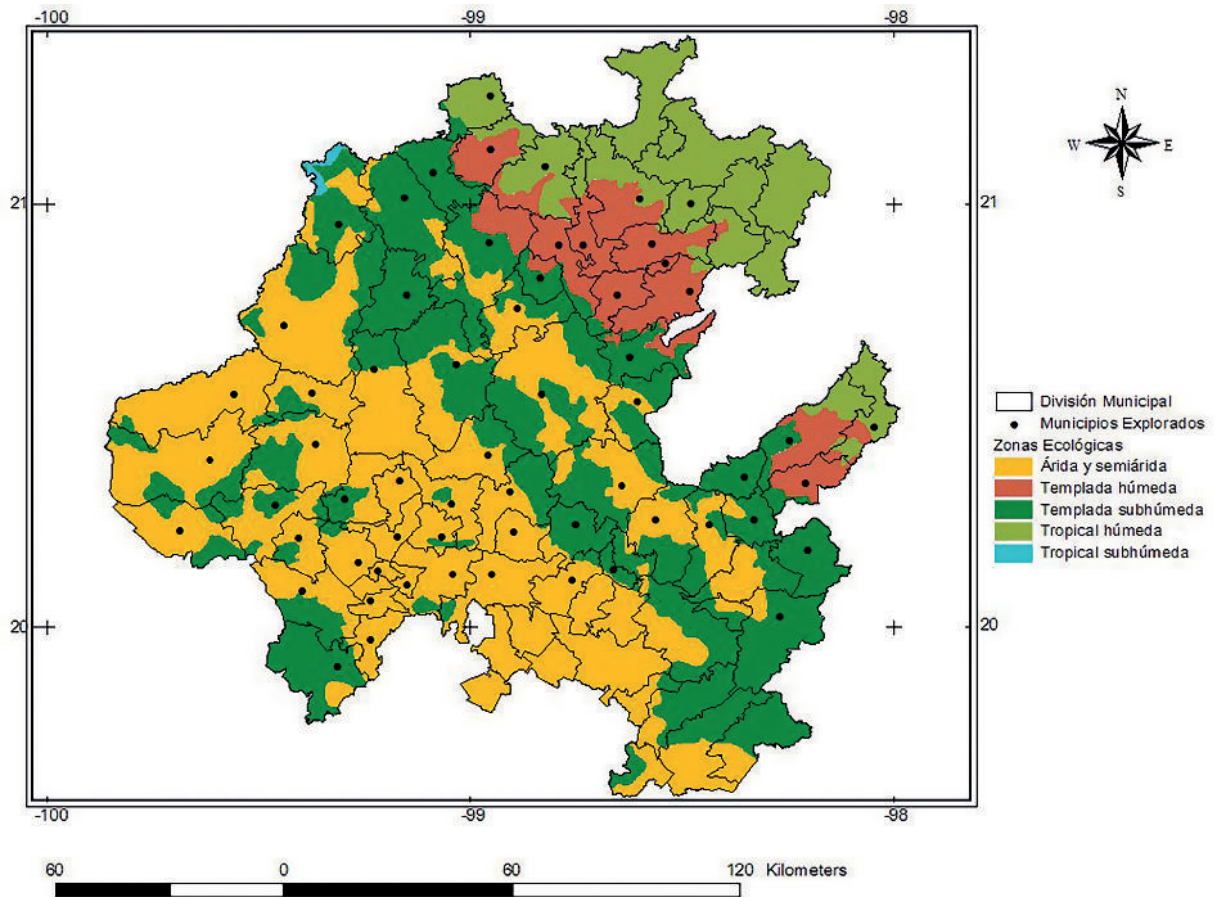 -100
-99
-98
N
W
E
S
21
21
División Municipal
Municipios Explorados
Zonas Ecológicas
Árida y semiárida
Templada húmeda
Templada subhúmeda
Tropical húmeda
Tropical subhúmeda
20
20
-100
-99
-98
60
0
60
120 Kilometers